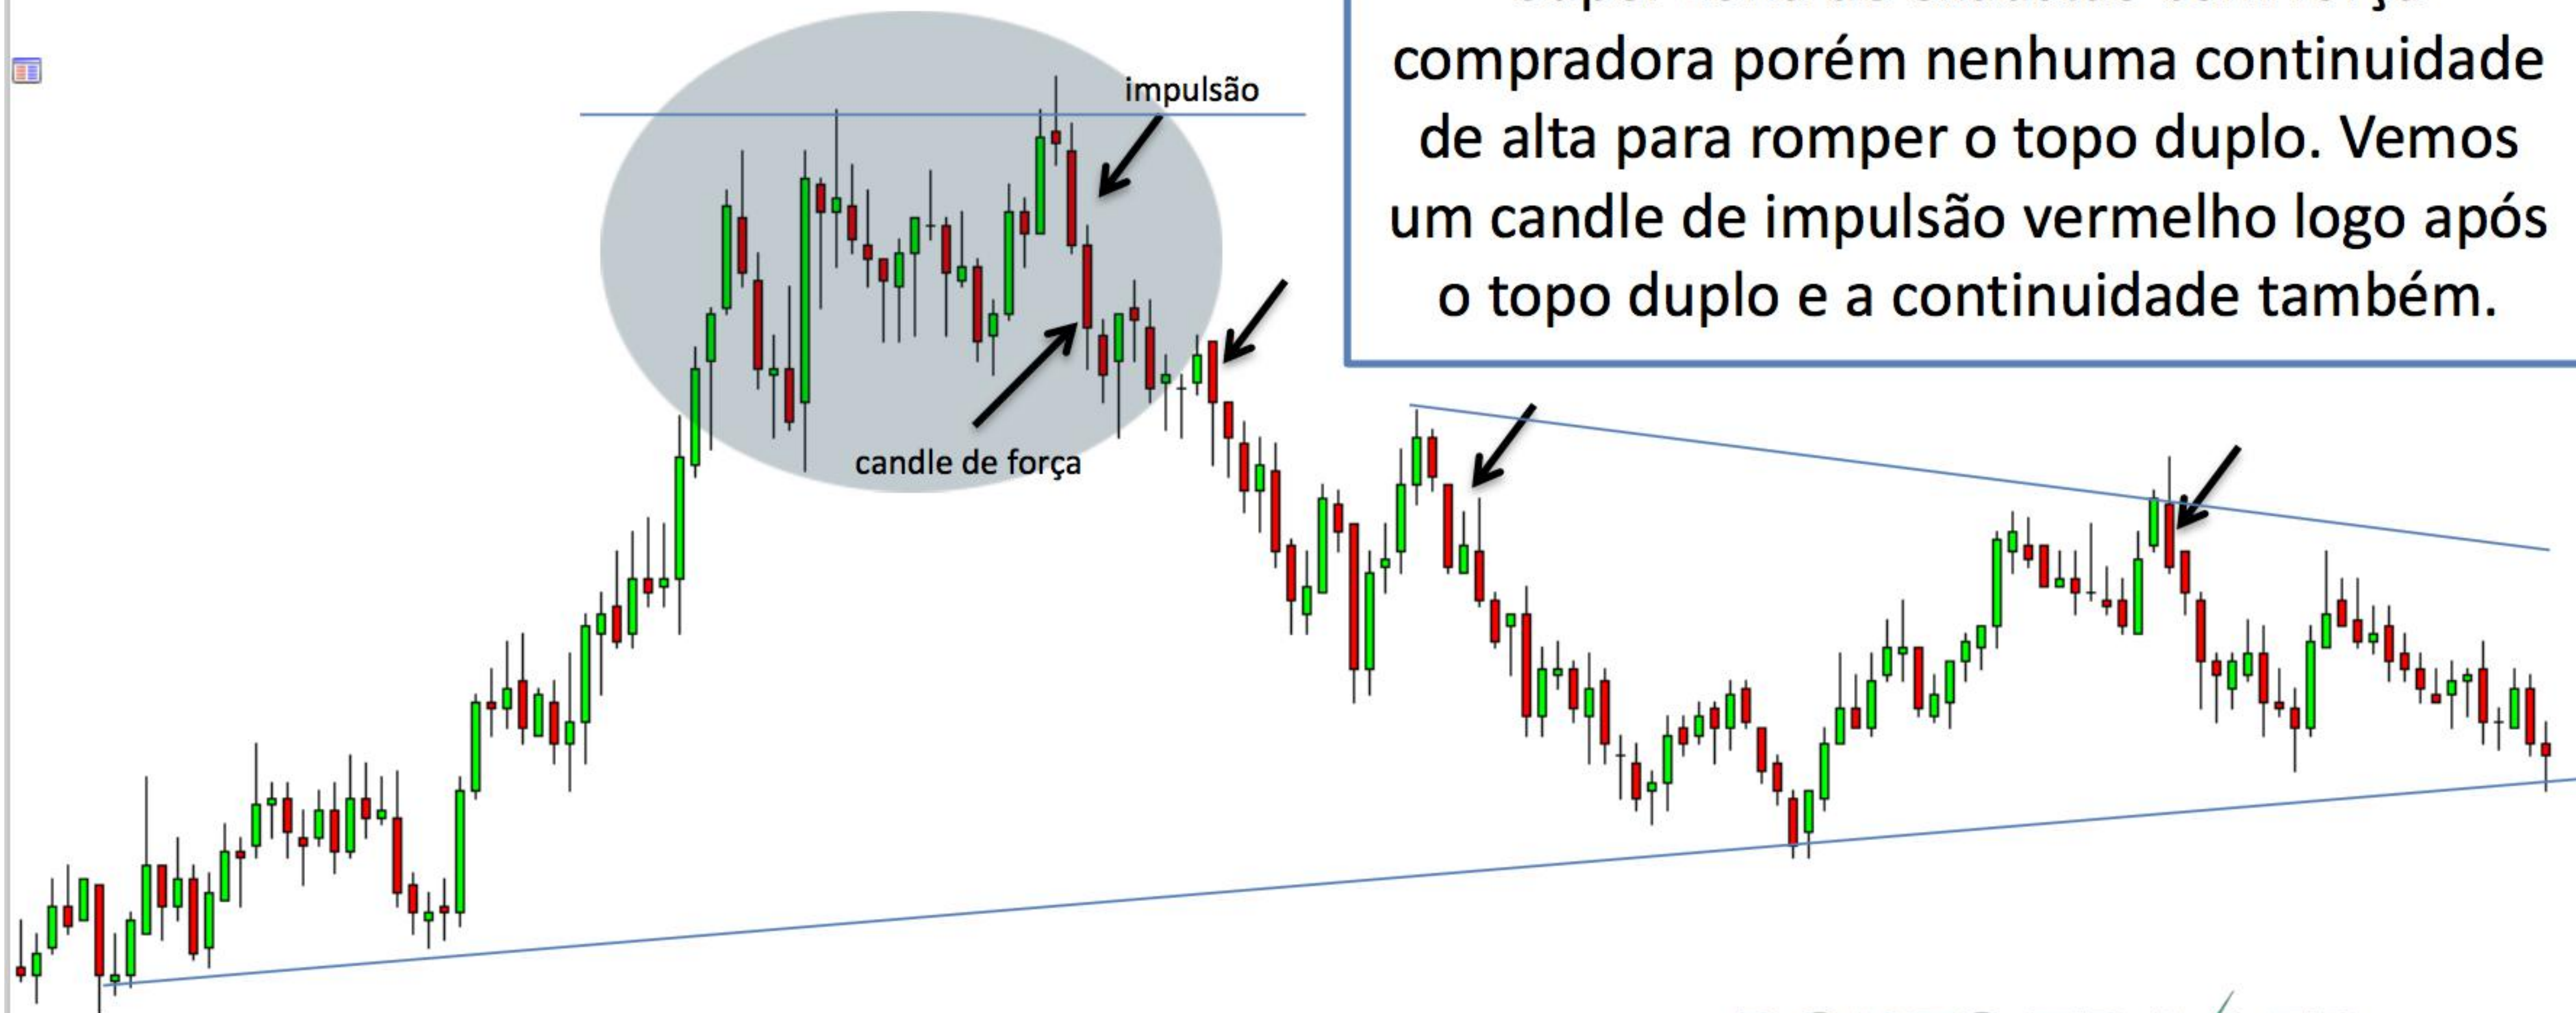 compradora porém nenhuma continuidade
de alta para romper o topo duplo. Vemos
um candle de impulsão vermelho logo após
o topo duplo e a continuidade também.
impulsão
candle de força